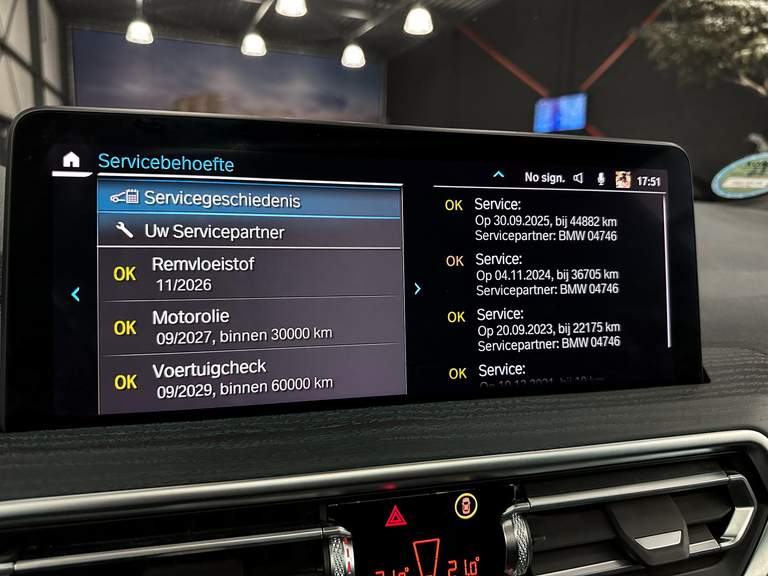 Servicebehoefte
No sign.
17:51
Servicegeschiedenis
Uw Servicepartner
OK Remvloeistof
11/2026
OK Motorolie
09/2027, binnen 30000 km
OK Voertuigcheck
09/2029, binnen 60000 km
OK Service:
Op 30.09.2025, bij 44882 km
Servicepartner: BMW 04746
OK Service:
Op 04.11.2024, bij 36705 km
Servicepartner: BMW 04746
OK Service:
Op 20.09.2023, bij 22175 km
Servicepartner: BMW 04746
OK Service:
21.0°